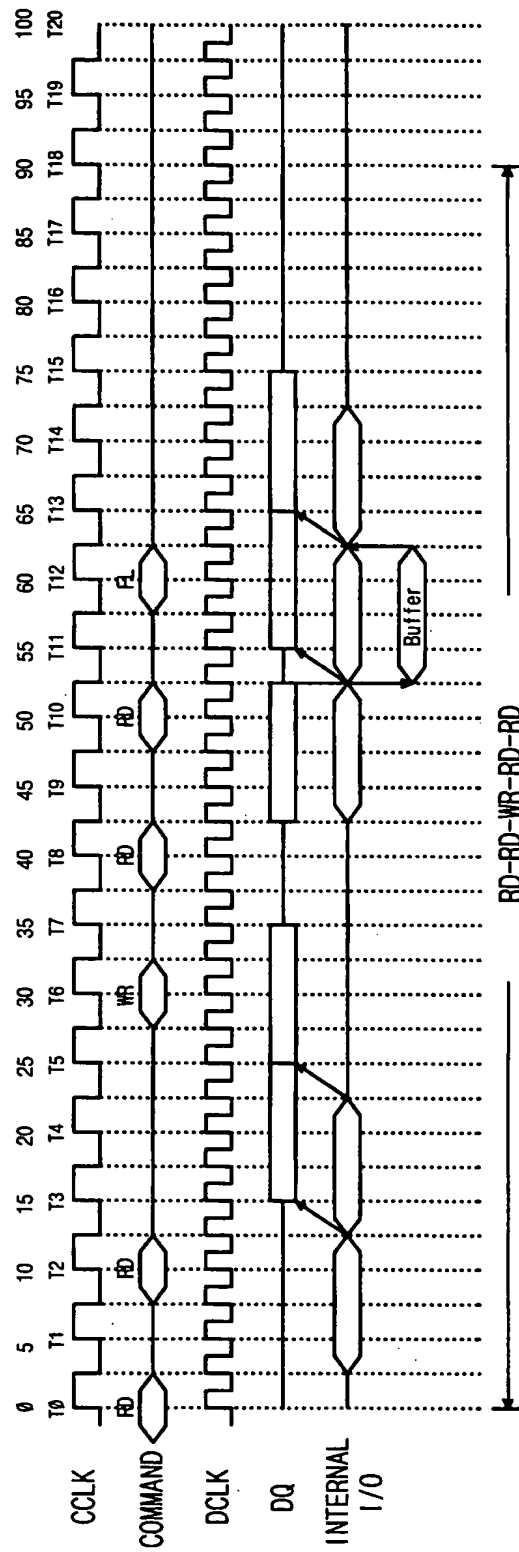 0 5 10 15 20 25 30 35 40 45 50 55 60 65 70 75 80 85 90 95 100
T0 T1 T2 T3 T4 T5 T6 T7 T8 T9 T10 T11 T12 T13 T14 T15 T16 T17 T18 T19 T20
CCLK
COMMAND RD RD WR RD RD FL
DCLK
DQ
INTERNAL
I/O
Buffer
RD-RD-WR-RD-RD